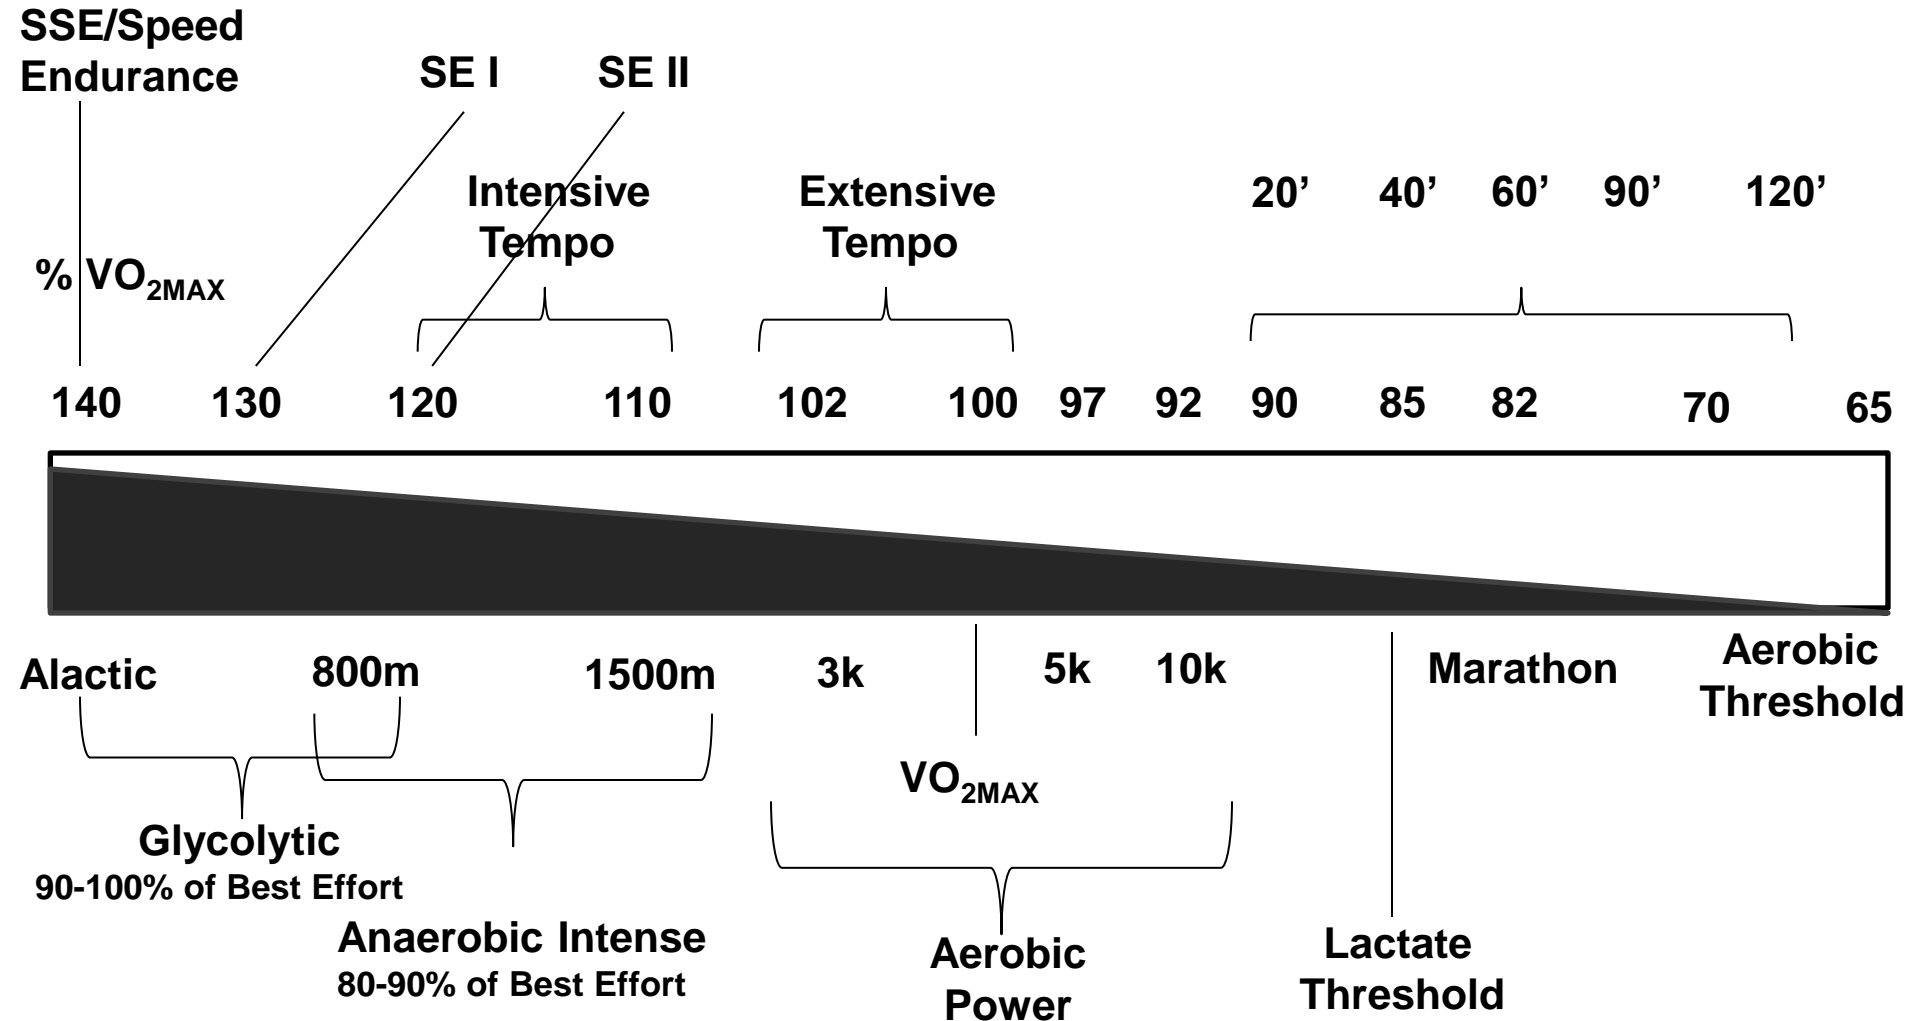 SSE/Speed
Endurance
SE I
SE II
Intensive
Tempo
Extensive
Tempo
20’ 40’ 60’ 90’ 120’
% VO2MAX
140 130 120 110 102 100 97 92 90 85 82 70 65
Alactic 800m 1500m 3k 5k 10k Marathon
Aerobic
Threshold
VO2MAX
Glycolytic
90-100% of Best Effort
Anaerobic Intense
80-90% of Best Effort
Aerobic
Power
Lactate
Threshold